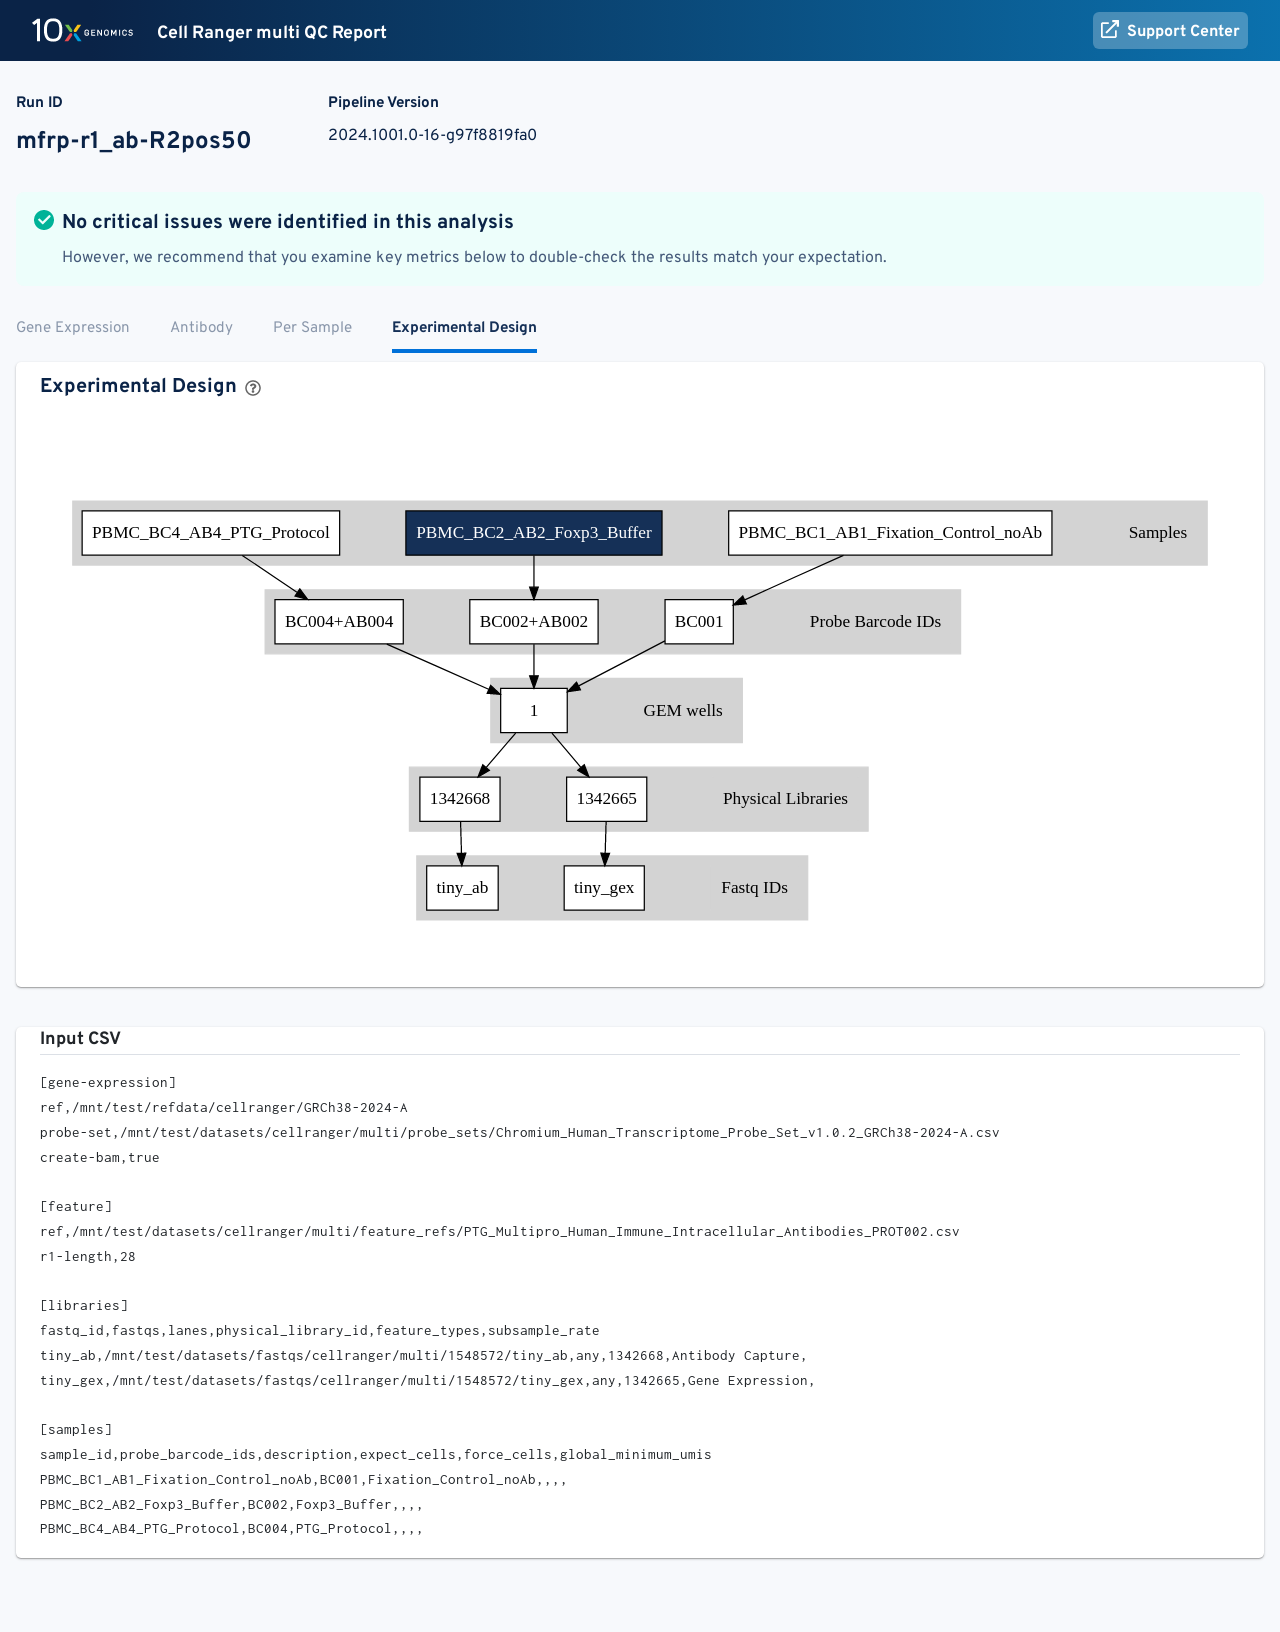 10X GENOMICS Cell Ranger multi QC Report Support Center
Run ID Pipeline Version
mfrp-r1_ab-R2pos50 2024.1001.0-16-g97f8819fa0
No critical issues were identified in this analysis
However, we recommend that you examine key metrics below to double-check the results match your expectation.
Gene Expression Antibody Per Sample Experimental Design
Experimental Design ?
PBMC_BC4_AB4_PTG_Protocol PBMC_BC2_AB2_Foxp3_Buffer PBMC_BC1_AB1_Fixation_Control_noAb Samples
BC004+AB004 BC002+AB002 BC001 Probe Barcode IDs
1 GEM wells
1342668 1342665 Physical Libraries
tiny_ab tiny_gex Fastq IDs
Input CSV
[gene-expression]
ref,/mnt/test/refdata/cellranger/GRCh38-2024-A
probe-set,/mnt/test/datasets/cellranger/multi/probe_sets/Chromium_Human_Transcriptome_Probe_Set_v1.0.2_GRCh38-2024-A.csv
create-bam,true
[feature]
ref,/mnt/test/datasets/cellranger/multi/feature_refs/PTG_Multipro_Human_Immune_Intracellular_Antibodies_PROT002.csv
r1-length,28
[libraries]
fastq_id,fastqs,lanes,physical_library_id,feature_types,subsample_rate
tiny_ab,/mnt/test/datasets/fastqs/cellranger/multi/1548572/tiny_ab,any,1342668,Antibody Capture,
tiny_gex,/mnt/test/datasets/fastqs/cellranger/multi/1548572/tiny_gex,any,1342665,Gene Expression,
[samples]
sample_id,probe_barcode_ids,description,expect_cells,force_cells,global_minimum_umis
PBMC_BC1_AB1_Fixation_Control_noAb,BC001,Fixation_Control_noAb,,,,
PBMC_BC2_AB2_Foxp3_Buffer,BC002,Foxp3_Buffer,,,,
PBMC_BC4_AB4_PTG_Protocol,BC004,PTG_Protocol,,,,